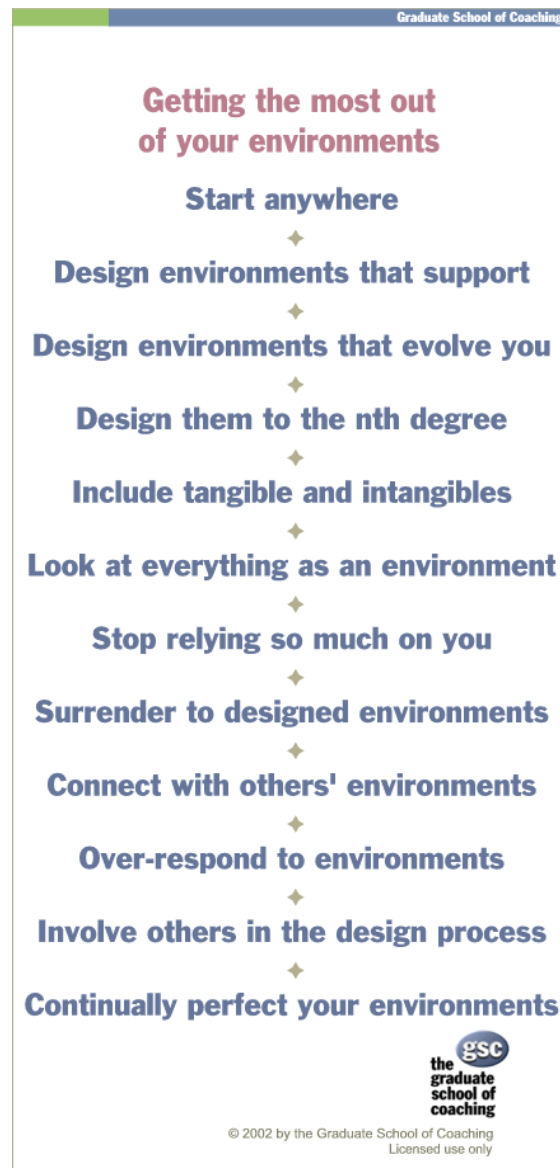 Graduate School of Coaching
Getting the most out
of your environments
Start anywhere
Design environments that support
Design environments that evolve you
Design them to the nth degree
Include tangible and intangibles
Look at everything as an environment
Stop relying so much on you
Surrender to designed environments
Connect with others' environments
Over-respond to environments
Involve others in the design process
Continually perfect your environments
gsc
the
graduate
school of
coaching
© 2002 by the Graduate School of Coaching
Licensed use only